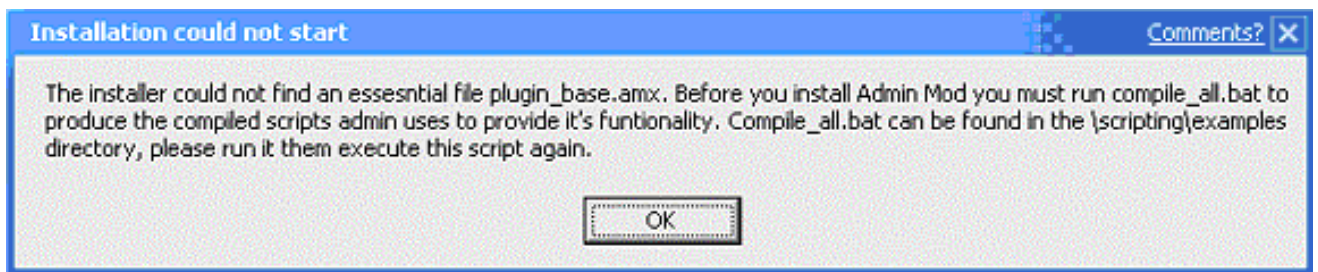 Installation could not start
Comments?
The installer could not find an essesntial file plugin_base.amx. Before you install Admin Mod you must run compile_all.bat to
produce the compiled scripts admin uses to provide it's funtionality. Compile_all.bat can be found in the \scripting\examples
directory, please run it them execute this script again.
OK